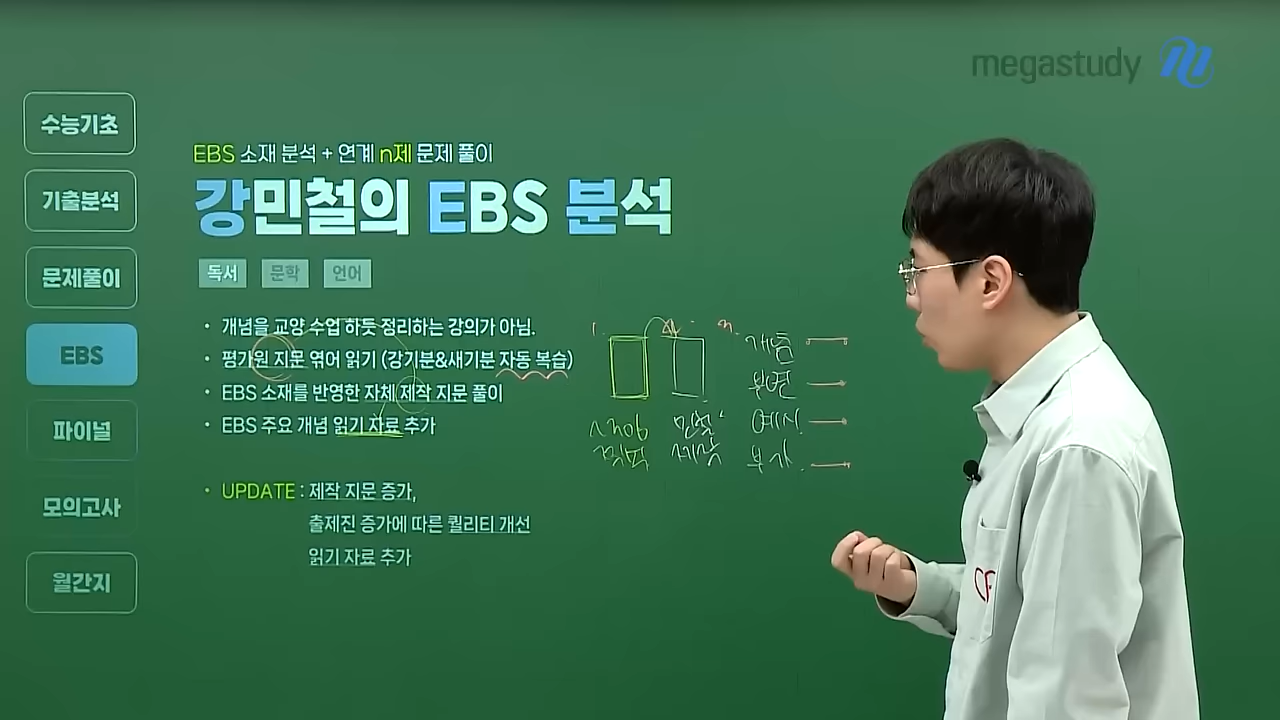 megastudy
수능기초
기출분석
문제풀이
EBS
파이널
모의고사
월간지
EBS 소재 분석 + 연계 n제 문제 풀이
강민철의 EBS 분석
독서 문학 언어
• 개념을 교양 수업 하듯 정리하는 강의가 아님.
• 평가원 지문 엮어 읽기 (강기분&새기분 자동 복습)
• EBS 소재를 반영한 자체 제작 지문 풀이
• EBS 주요 개념 읽기 자료 추가
• UPDATE : 제작 지문 증가,
출제진 증가에 따른 퀄리티 개선
읽기 자료 추가
1.
개념
예시